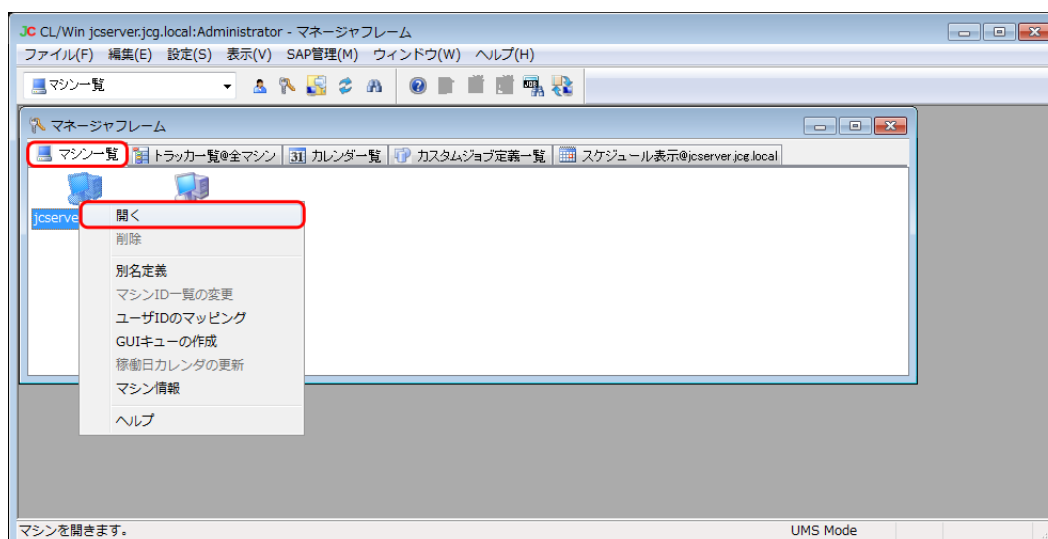 JC CL/Win jcserver.jcg.local:Administrator - マネージャフレーム
ファイル(F) 編集(E) 設定(S) 表示(V) SAP管理(M) ウィンドウ(W) ヘルプ(H)
マシン一覧
マネージャフレーム
マシン一覧 トラッカ一覧@全マシン 31 カレンダ一覧 カスタムジョブ定義一覧 スケジュール表示@jcserver.jcg.local
jcserve
開く
削除
別名定義
マシンID一覧の変更
ユーザIDのマッピング
GUIキューの作成
稼働日カレンダの更新
マシン情報
ヘルプ
マシンを開きます。 UMS Mode